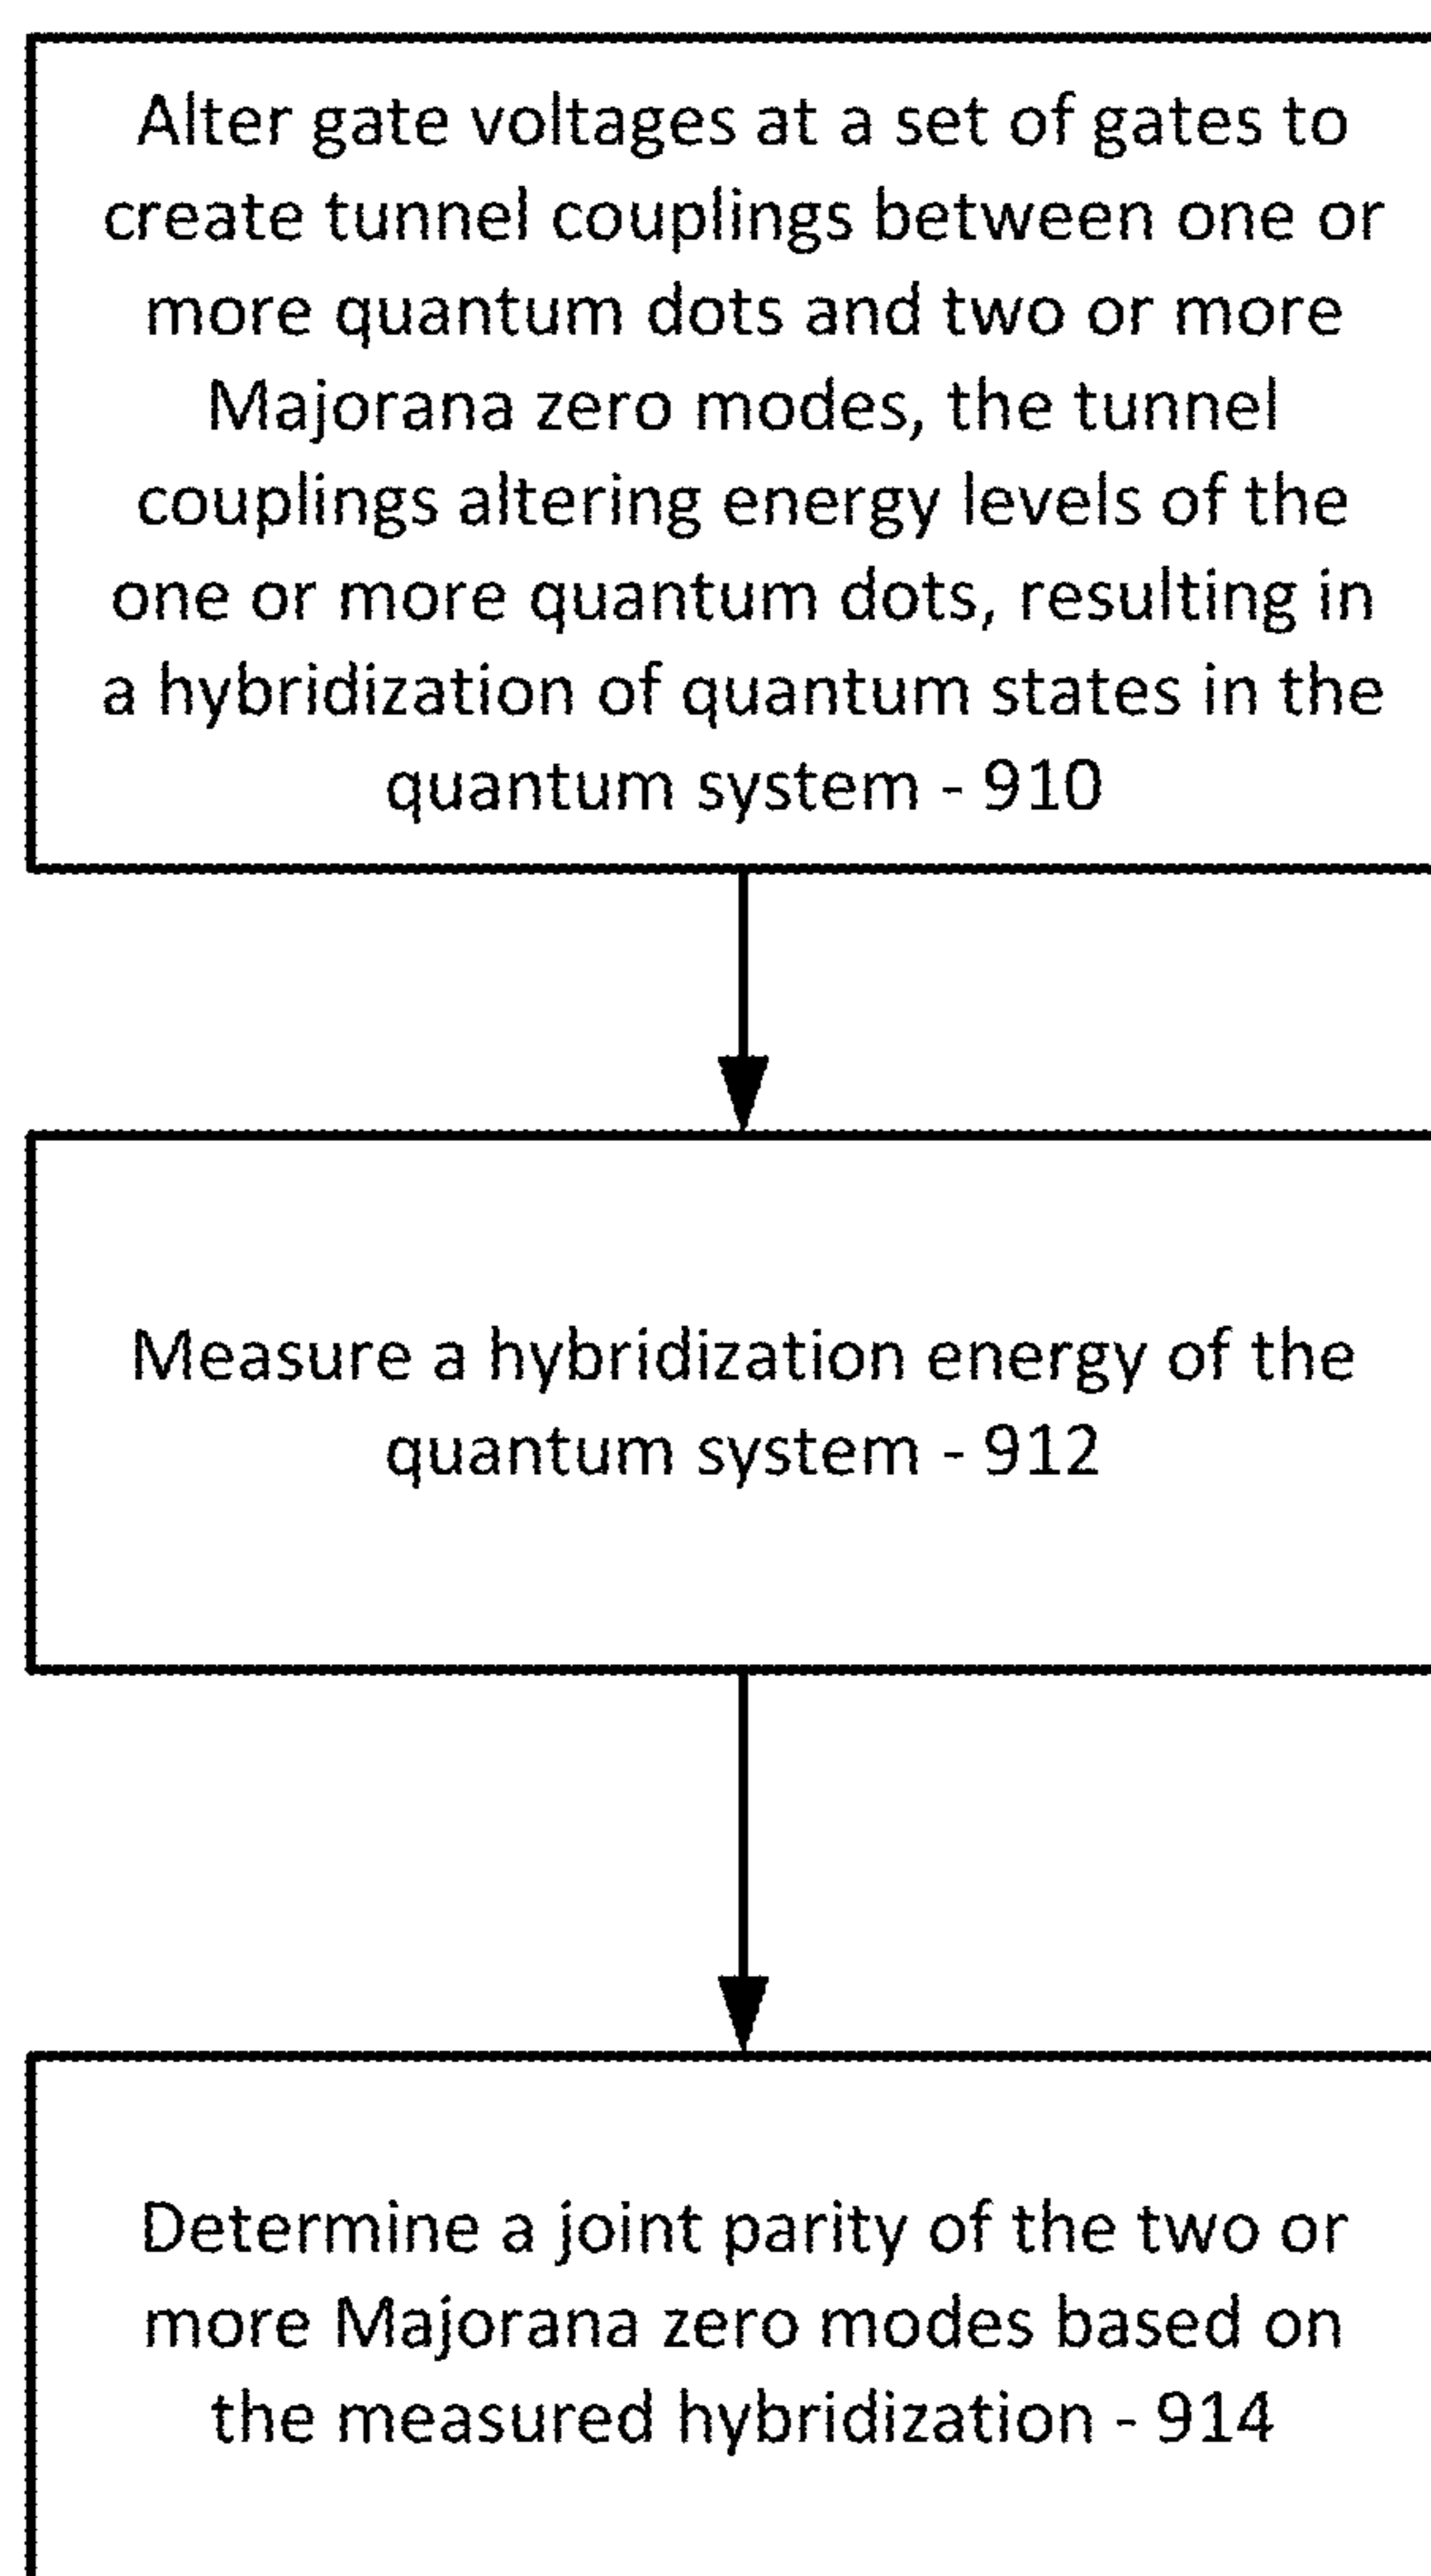 Alter gate voltages at a set of gates to
create tunnel couplings between one or
more quantum dots and two or more
Majorana zero modes, the tunnel
couplings altering energy levels of the
one or more quantum dots, resulting in
a hybridization of quantum states in the
quantum system - 910
Measure a hybridization energy of the
quantum system - 912
Determine a joint parity of the two or
more Majorana zero modes based on
the measured hybridization - 914